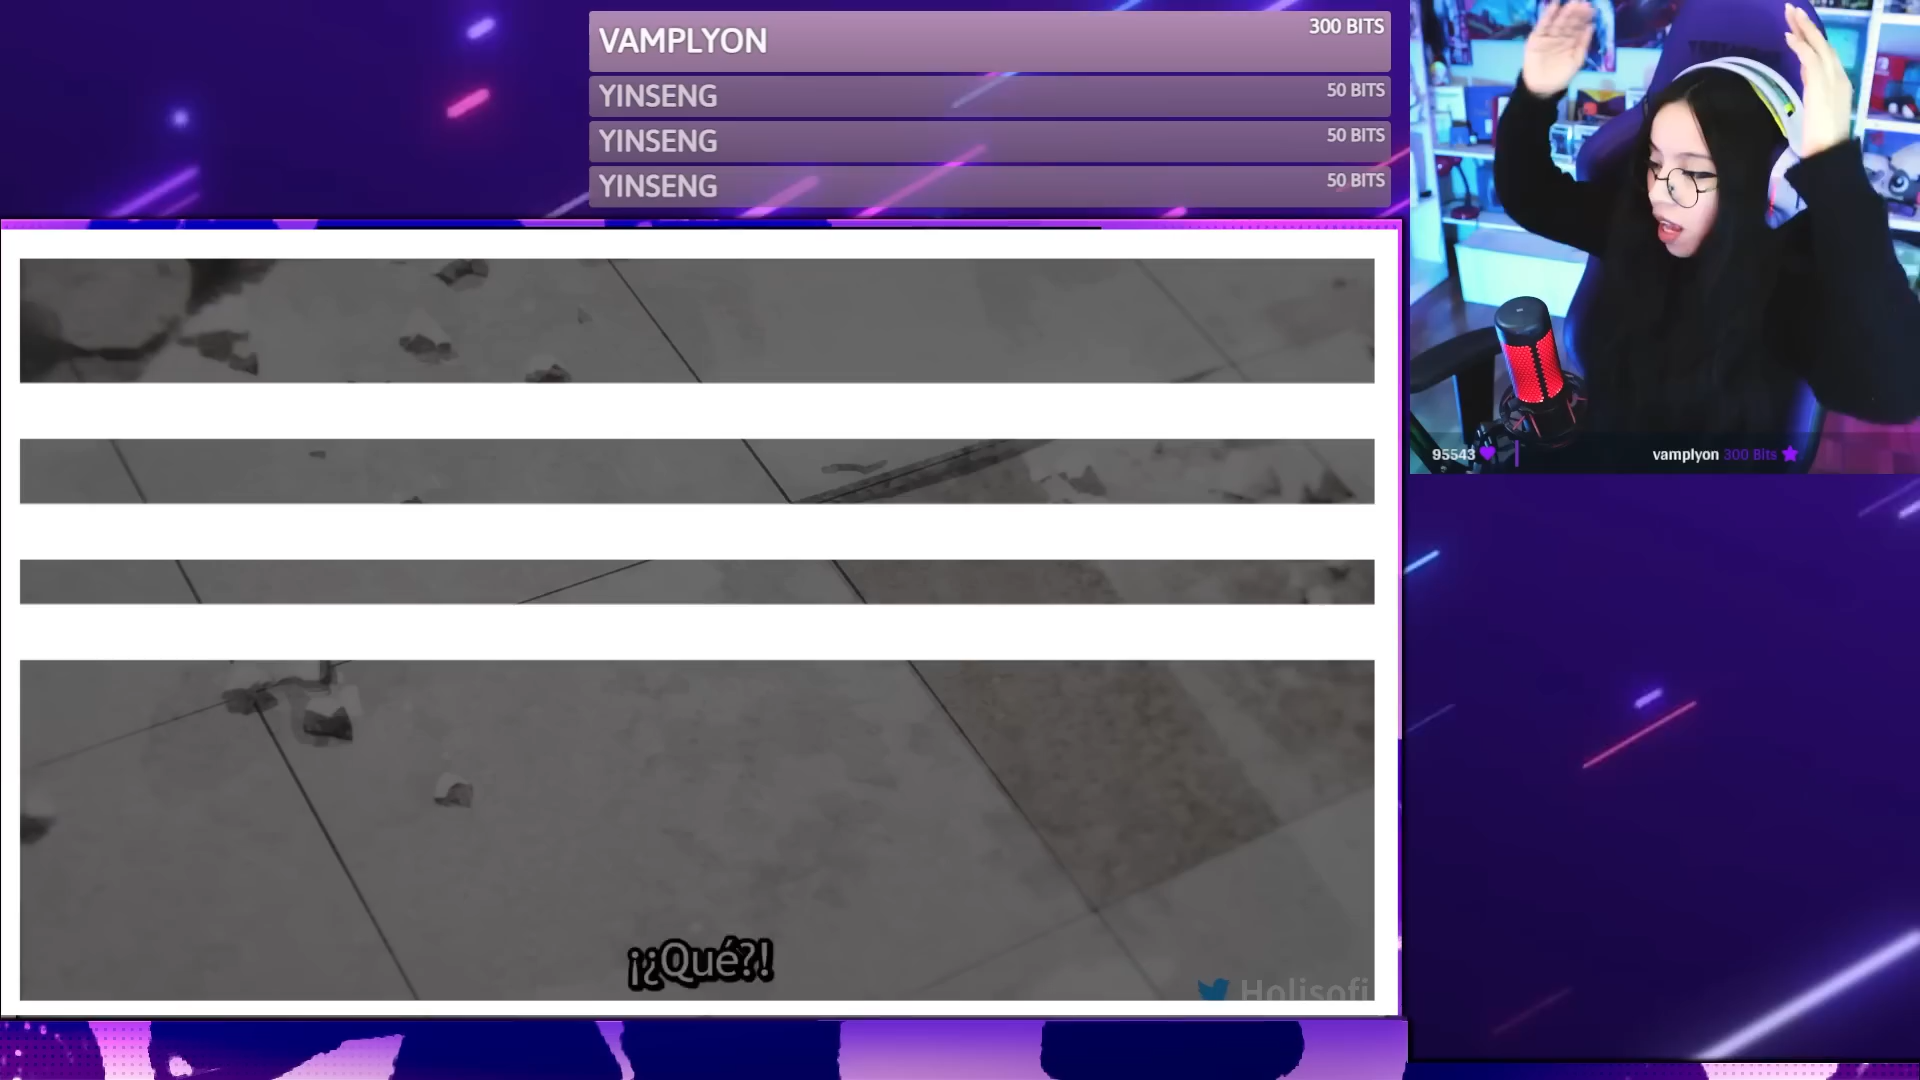 VAMPLYON
300 BITS
YINSENG
50 BITS
YINSENG
50 BITS
YINSENG
50 BITS
95543
vamplyon 300 Bits
¡¿Qué?!
Holisofi